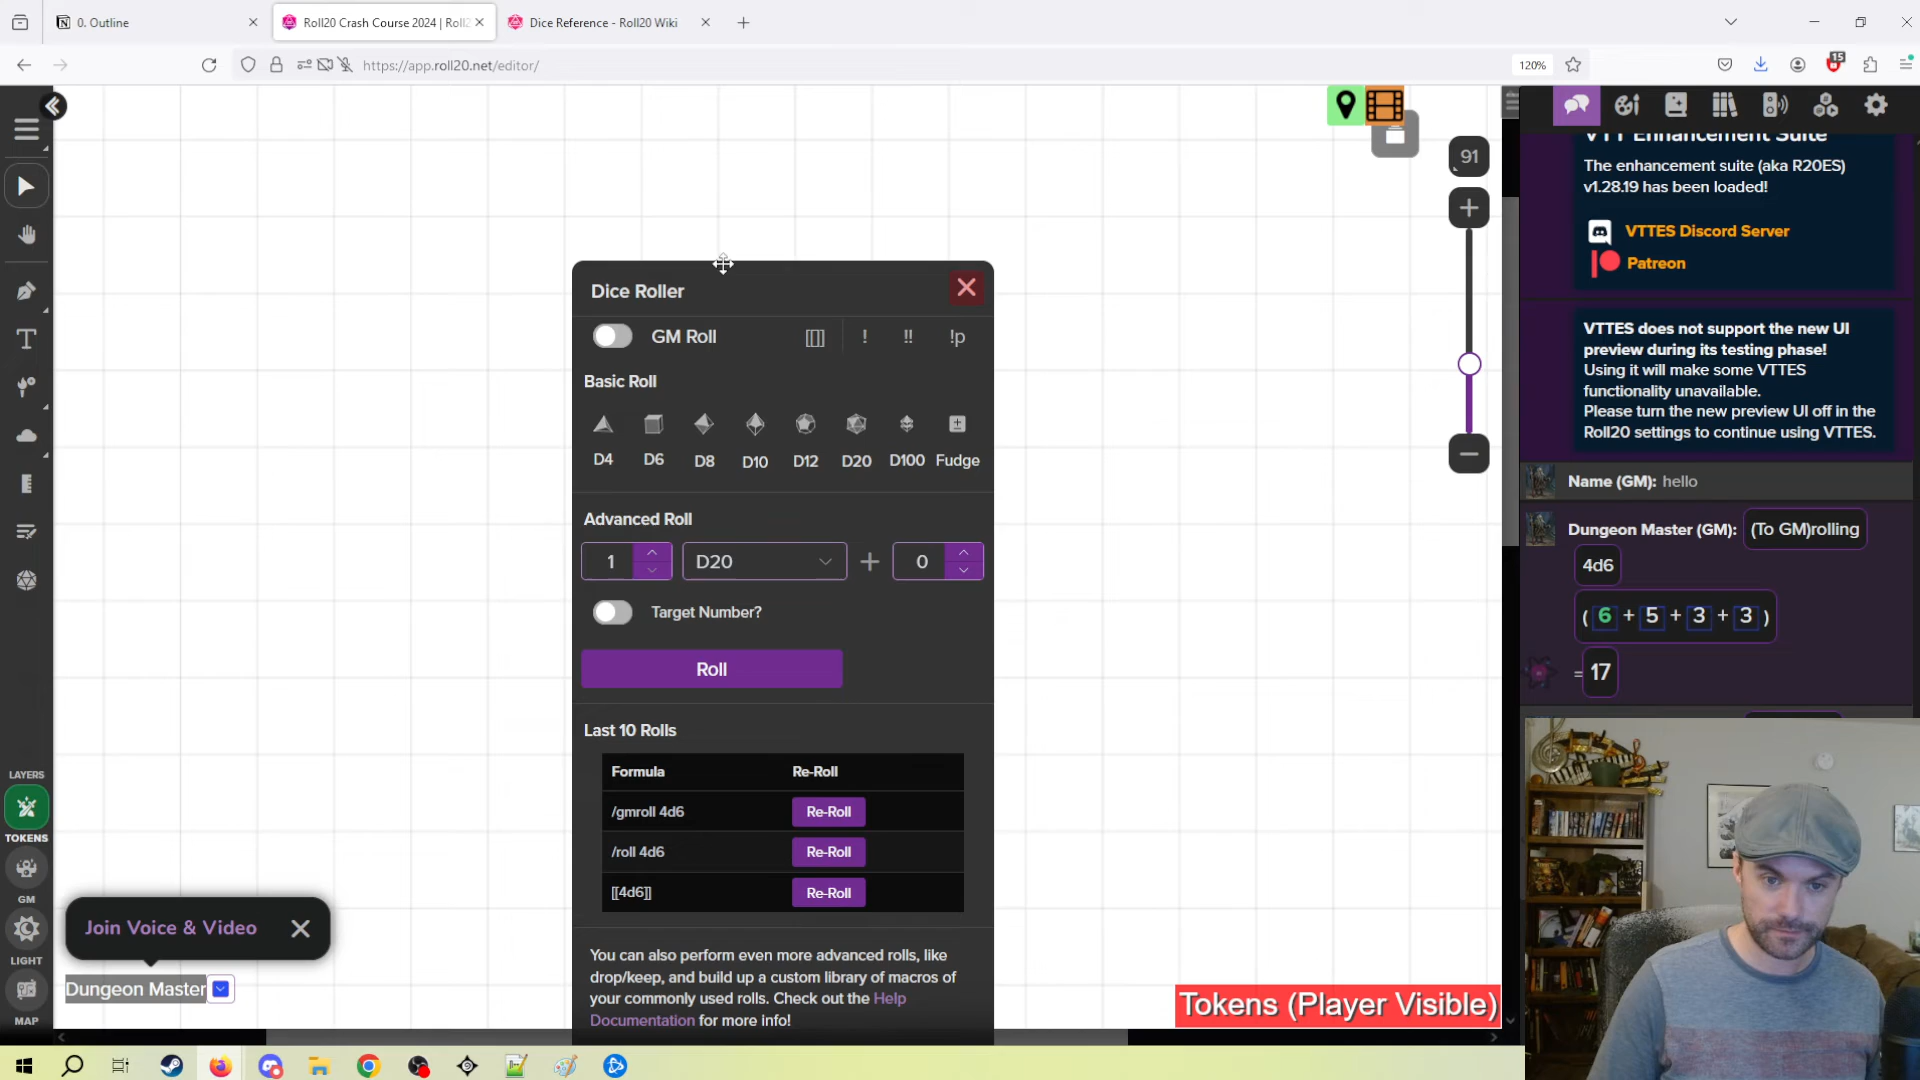 0. Outline
Roll20 Crash Course 2024 | Roll2
Dice Reference - Roll20 Wiki
https://app.roll20.net/editor/
120%
15
91
VTT Enhancement Suite
The enhancement suite (aka R20ES)
v1.28.19 has been loaded!
VTTES Discord Server
Patreon
VTTES does not support the new UI
preview during its testing phase!
Using it will make some VTTES
functionality unavailable.
Please turn the new preview UI off in the
Roll20 settings to continue using VTTES.
Name (GM): hello
Dungeon Master (GM): (To GM)rolling
4d6
( 6 + 5 + 3 + 3 )
= 17
Dice Roller
GM Roll [[]] ! !! !p
Basic Roll
D4 D6 D8 D10 D12 D20 D100 Fudge
Advanced Roll
1 D20 + 0
Target Number?
Roll
Last 10 Rolls
Formula Re-Roll
/gmroll 4d6 Re-Roll
/roll 4d6 Re-Roll
[[4d6]] Re-Roll
You can also perform even more advanced rolls, like
drop/keep, and build up a custom library of macros of
your commonly used rolls. Check out the Help
Documentation for more info!
LAYERS
TOKENS
GM
LIGHT
MAP
Join Voice & Video
Dungeon Master
Tokens (Player Visible)